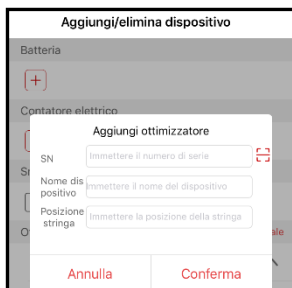 Aggiungi/elimina dispositivo
Batteria
Contatore elettrico
Aggiungi ottimizzatore
SN
Immettere il numero di serie
Nome dis
positivo
Immettere il nome del dispositivo
Posizione
stringa
Immettere la posizione della stringa
Annulla
Conferma